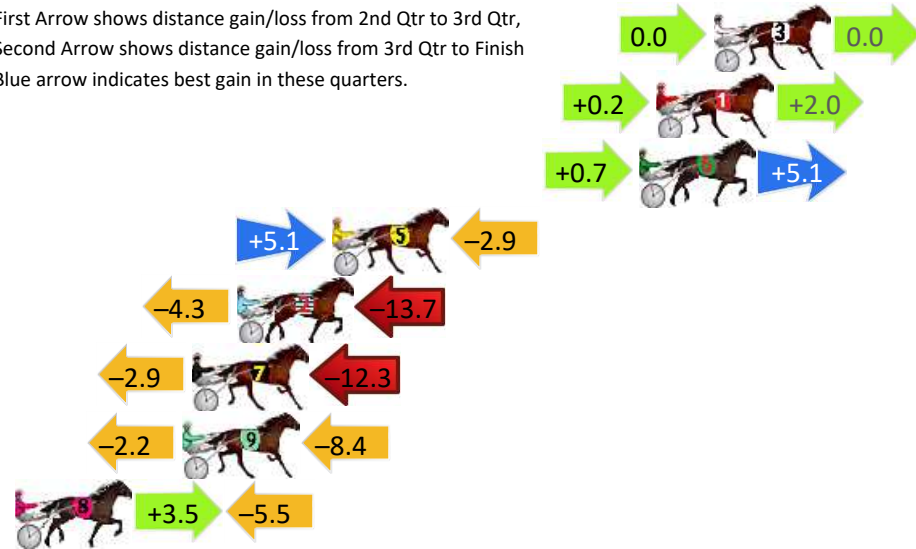 First Arrow shows distance gain/loss from 2nd Qtr to 3rd Qtr,
Second Arrow shows distance gain/loss from 3rd Qtr to Finish
Blue arrow indicates best gain in these quarters.
0.0 3 0.0
+0.2 1 +2.0
+0.7 6 +5.1
+5.1 5 –2.9
–4.3 –13.7
–2.9 7 –12.3
–2.2 9 –8.4
8 +3.5 –5.5